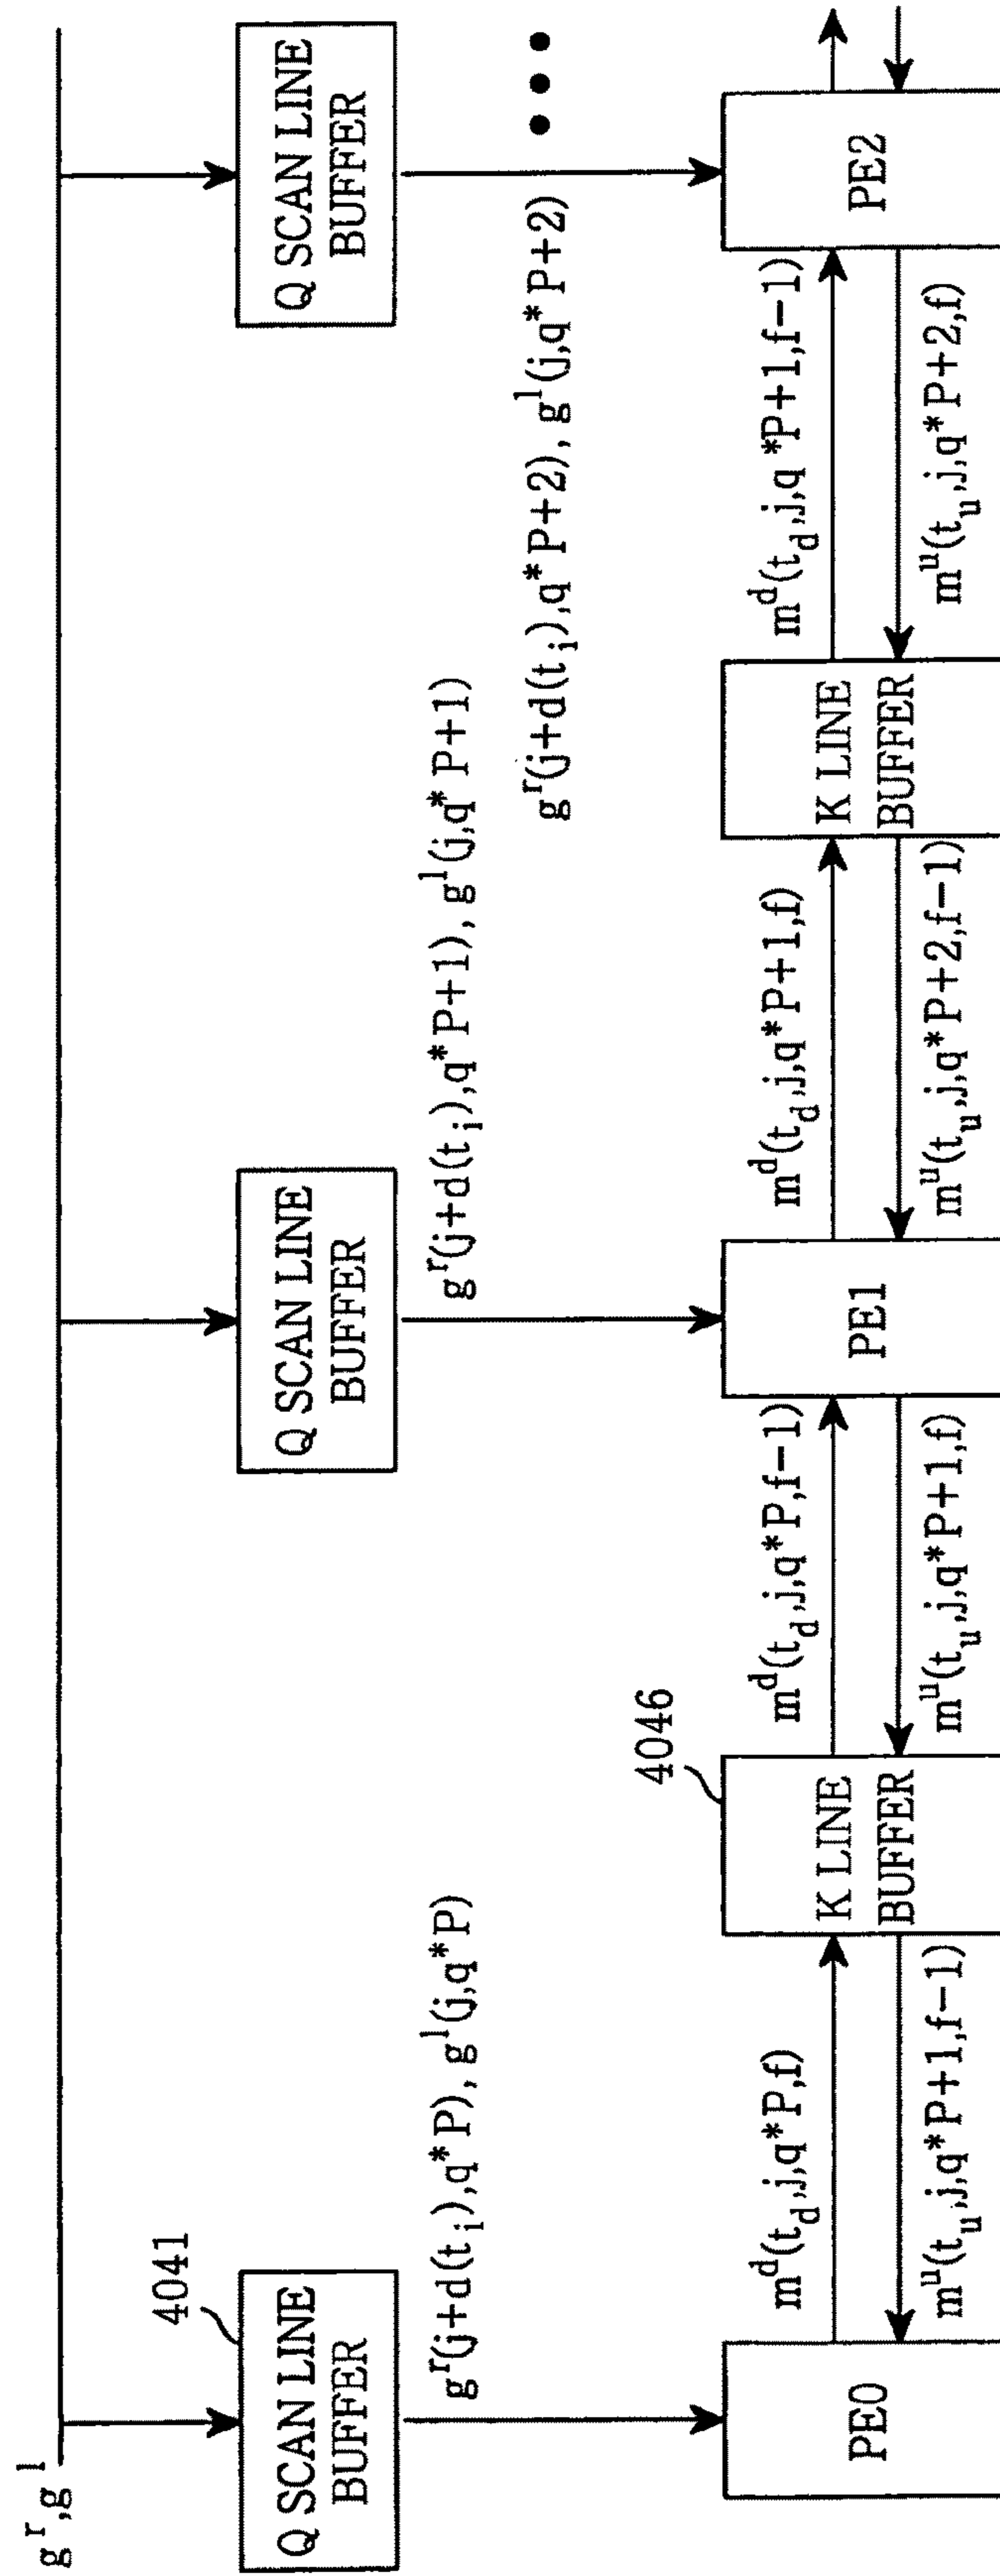 g^r,g^l
4041
Q SCAN LINE
BUFFER
Q SCAN LINE
BUFFER
Q SCAN LINE
BUFFER
g^r(j+d(t_i),q*P), g^l(j,q*P)
g^r(j+d(t_i),q*P+1), g^l(j,q*P+1)
g^r(j+d(t_i),q*P+2), g^l(j,q*P+2)
4046
PE0
m^d(t_d,j,q*P,f)
m^u(t_u,j,q*P+1,f-1)
K LINE
BUFFER
m^d(t_d,j,q*P,f-1)
m^u(t_u,j,q*P+1,f)
PE1
m^d(t_d,j,q*P+1,f)
m^u(t_u,j,q*P+2,f-1)
K LINE
BUFFER
m^d(t_d,j,q*P+1,f-1)
m^u(t_u,j,q*P+2,f)
PE2